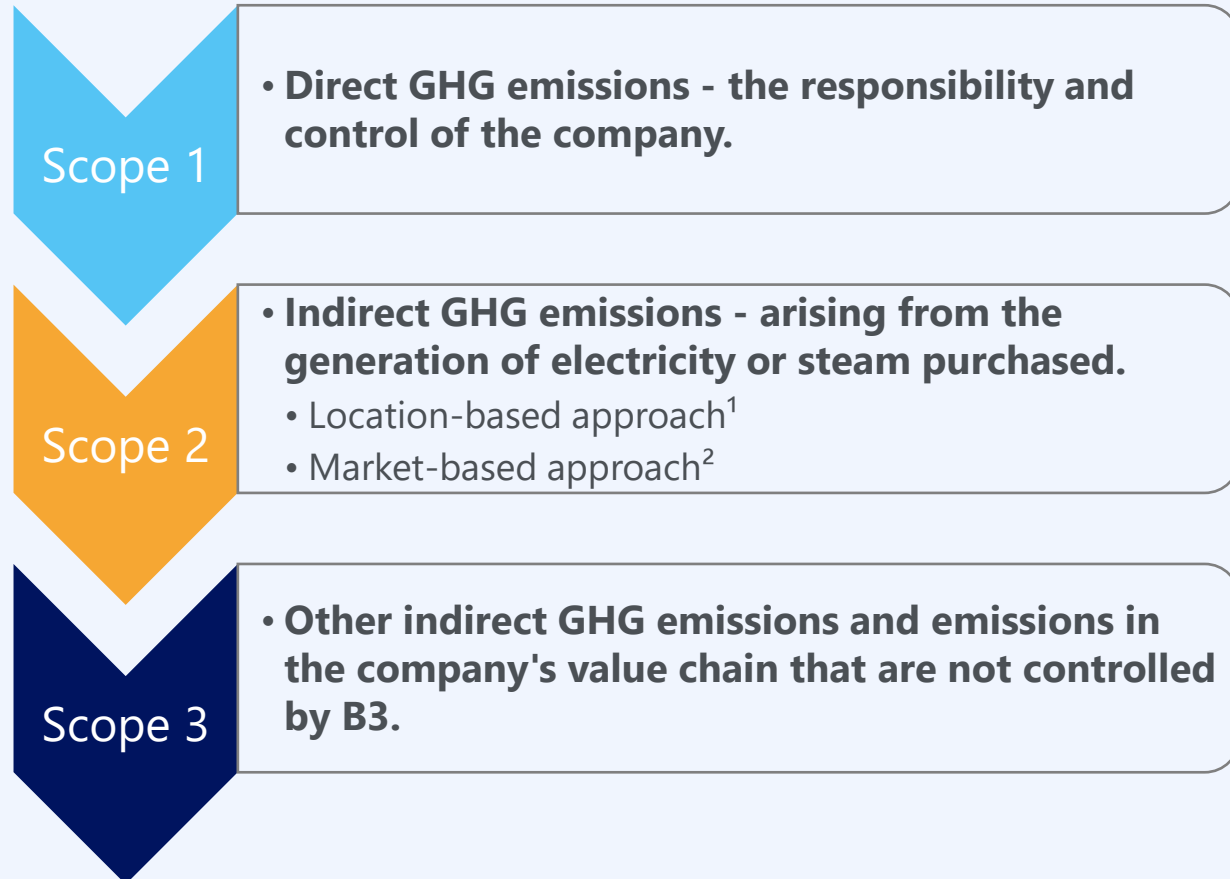 Scope 1
• Direct GHG emissions - the responsibility and
control of the company.
Scope 2
• Indirect GHG emissions - arising from the
generation of electricity or steam purchased.
• Location-based approach¹
• Market-based approach²
Scope 3
• Other indirect GHG emissions and emissions in
the company's value chain that are not controlled
by B3.